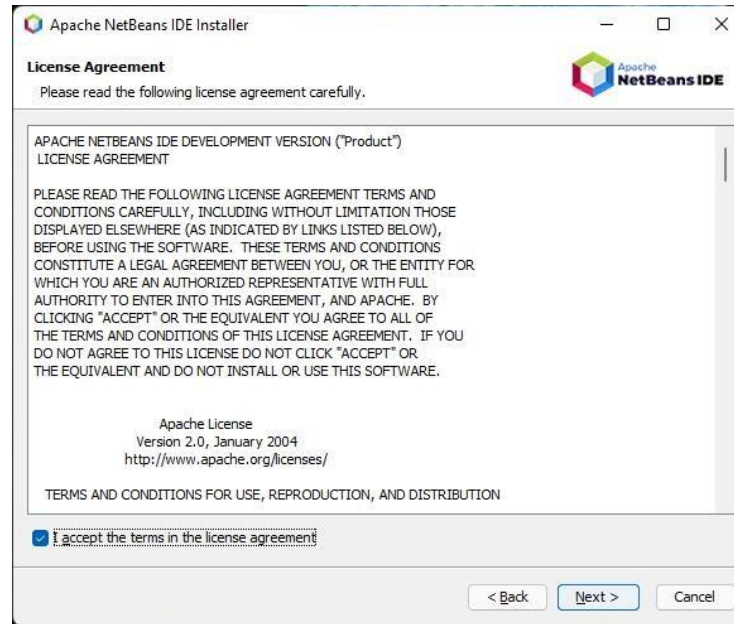 Apache NetBeans IDE Installer
License Agreement
Apache
NetBeans IDE
Please read the following license agreement carefully.
APACHE NETBEANS IDE DEVELOPMENT VERSION ("Product")
LICENSE AGREEMENT
PLEASE READ THE FOLLOWING LICENSE AGREEMENT TERMS AND
CONDITIONS CAREFULLY, INCLUDING WITHOUT LIMITATION THOSE
DISPLAYED ELSEWHERE (AS INDICATED BY LINKS LISTED BELOW),
BEFORE USING THE SOFTWARE.  THESE TERMS AND CONDITIONS
CONSTITUTE A LEGAL AGREEMENT BETWEEN YOU, OR THE ENTITY FOR
WHICH YOU ARE AN AUTHORIZED REPRESENTATIVE WITH FULL
AUTHORITY TO ENTER INTO THIS AGREEMENT, AND APACHE.  BY
CLICKING "ACCEPT" OR THE EQUIVALENT YOU AGREE TO ALL OF
THE TERMS AND CONDITIONS OF THIS LICENSE AGREEMENT.  IF YOU
DO NOT AGREE TO THIS LICENSE DO NOT CLICK "ACCEPT" OR
THE EQUIVALENT AND DO NOT INSTALL OR USE THIS SOFTWARE.
Apache License
Version 2.0, January 2004
http://www.apache.org/licenses/
TERMS AND CONDITIONS FOR USE, REPRODUCTION, AND DISTRIBUTION
I accept the terms in the license agreement
< Back
Next >
Cancel